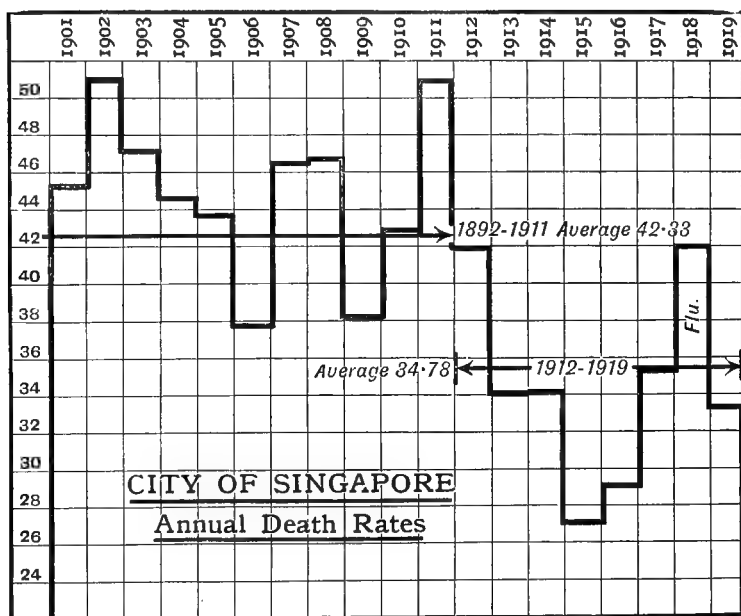 1901 1902 1903 1904 1905 1906 1907 1908 1909 1910 1911 1912 1913 1914 1915 1916 1917 1918 1919
50
48
46
44
42
1892-1911 Average 42·33
40
38
Flu.
36
Average 34·78
1912-1919
34
32
30
CITY OF SINGAPORE
28
Annual Death Rates
26
24